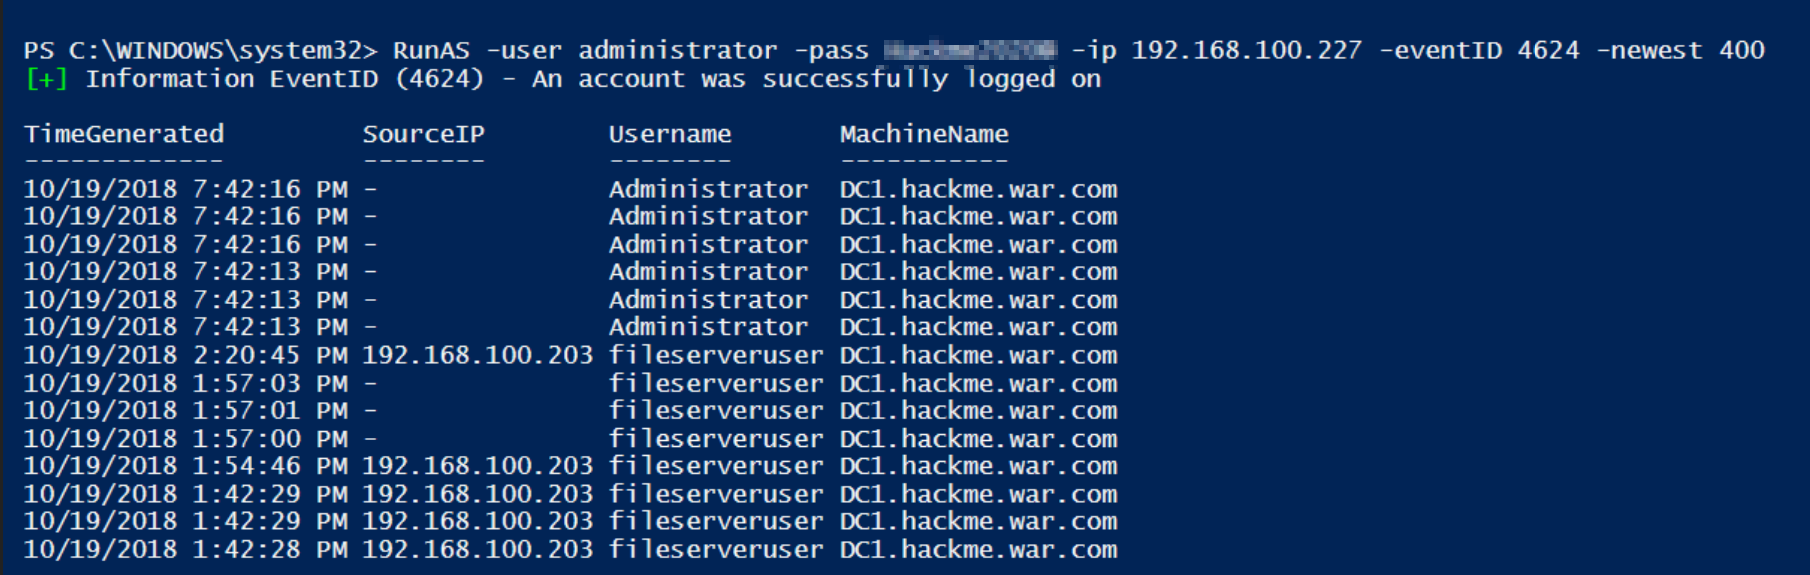 PS C:\WINDOWS\system32> RunAS -user administrator -pass -ip 192.168.100.227 -eventID 4624 -newest 400
[+] Information EventID (4624) - An account was successfully logged on
TimeGenerated SourceIP Username MachineName
------------- -------- -------- -----------
10/19/2018 7:42:16 PM - Administrator DC1.hackme.war.com
10/19/2018 7:42:16 PM - Administrator DC1.hackme.war.com
10/19/2018 7:42:16 PM - Administrator DC1.hackme.war.com
10/19/2018 7:42:13 PM - Administrator DC1.hackme.war.com
10/19/2018 7:42:13 PM - Administrator DC1.hackme.war.com
10/19/2018 7:42:13 PM - Administrator DC1.hackme.war.com
10/19/2018 2:20:45 PM 192.168.100.203 fileserveruser DC1.hackme.war.com
10/19/2018 1:57:03 PM - fileserveruser DC1.hackme.war.com
10/19/2018 1:57:01 PM - fileserveruser DC1.hackme.war.com
10/19/2018 1:57:00 PM - fileserveruser DC1.hackme.war.com
10/19/2018 1:54:46 PM 192.168.100.203 fileserveruser DC1.hackme.war.com
10/19/2018 1:42:29 PM 192.168.100.203 fileserveruser DC1.hackme.war.com
10/19/2018 1:42:29 PM 192.168.100.203 fileserveruser DC1.hackme.war.com
10/19/2018 1:42:28 PM 192.168.100.203 fileserveruser DC1.hackme.war.com